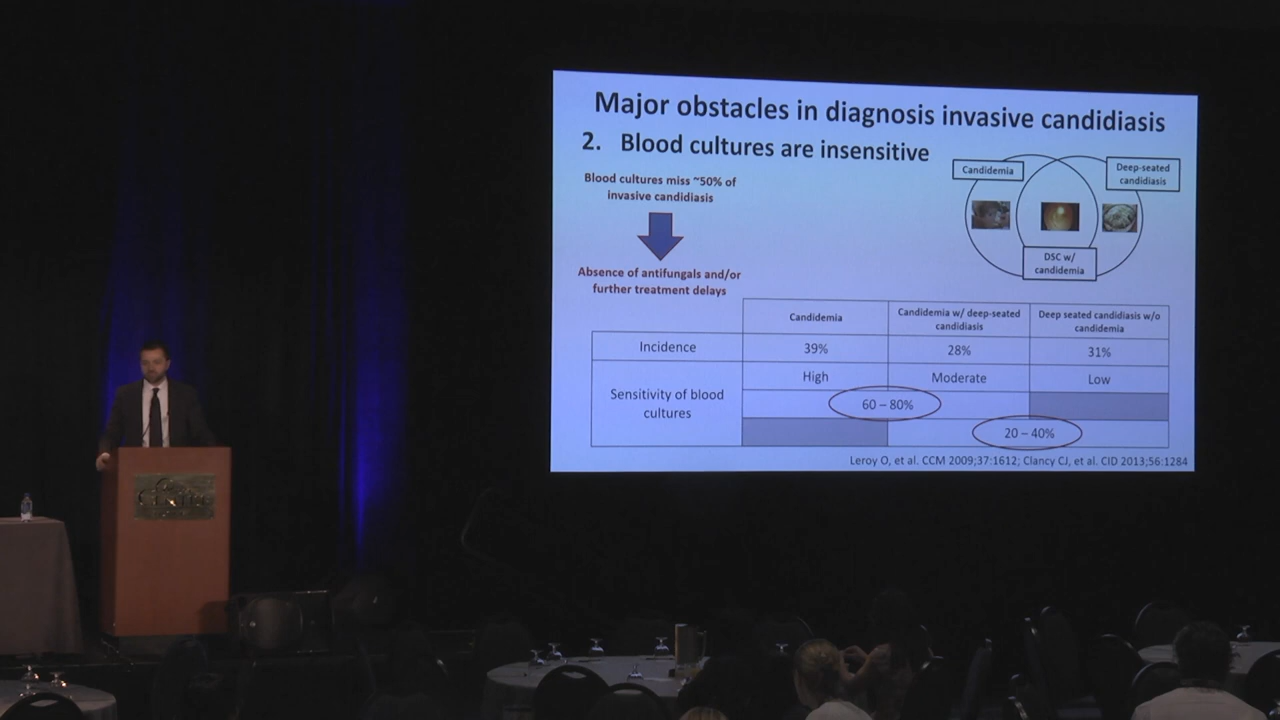 Major obstacles in diagnosis invasive candidiasis
2. Blood cultures are insensitive
Blood cultures miss ~50% of
invasive candidiasis
Absence of antifungals and/or
further treatment delays
Candidemia
Deep-seated
candidiasis
DSC w/
candidemia
Candidemia
Candidemia w/ deep-seated
candidiasis
Deep seated candidiasis w/o
candidemia
Incidence
39%
28%
31%
Sensitivity of blood
cultures
High
Moderate
Low
60 – 80%
20 – 40%
Leroy O, et al. CCM 2009;37:1612; Clancy CJ, et al. CID 2013;56:1284